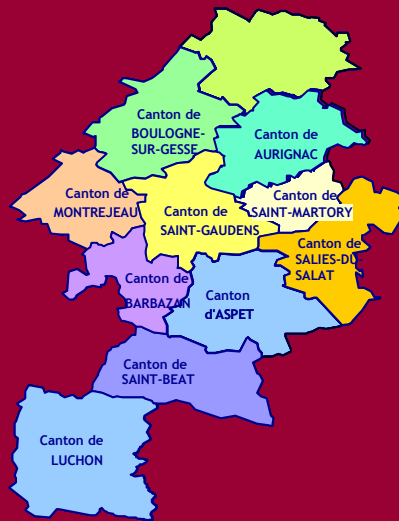 Canton de
BOULOGNE-
SUR-GESSE
Canton de
AURIGNAC
Canton de
MONTREJEAU
Canton de
SAINT-GAUDENS
Canton de
SAINT-MARTORY
Canton de
SALIES-DU
SALAT
Canton de
BARBAZAN
Canton
d'ASPET
Canton de
SAINT-BEAT
Canton de
LUCHON